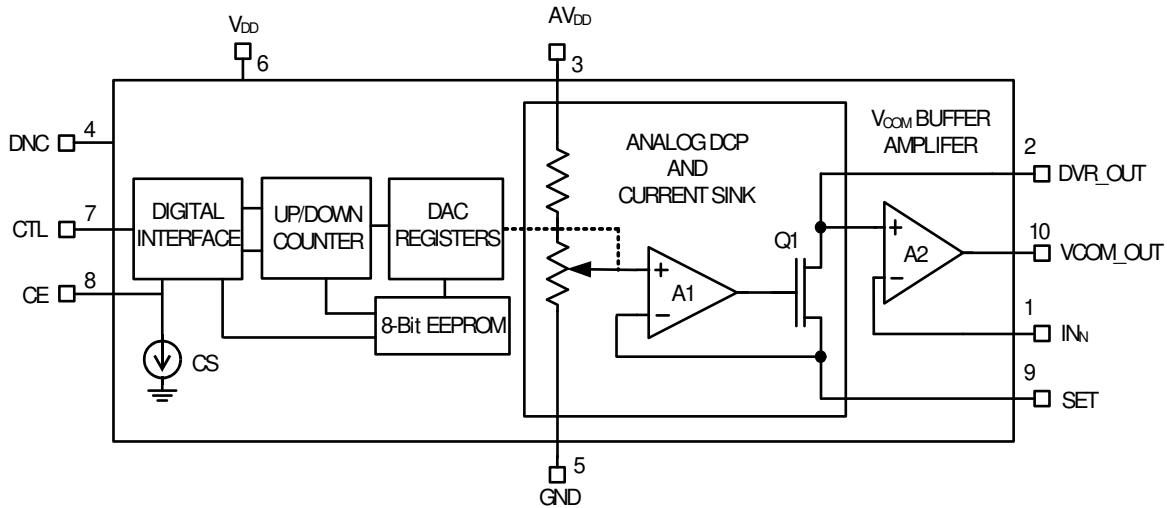 VDD
6
AVDD
3
4
DNC
ANALOG DCP
AND
CURRENT SINK
VCOM BUFFER
AMPLIFER
2
DVR_OUT
7
CTL
DIGITAL
INTERFACE
UP/DOWN
COUNTER
DAC
REGISTERS
Q1
+
A2
−
10
VCOM_OUT
8
CE
8-Bit EEPROM
+
A1
−
1
INN
CS
9
SET
5
GND